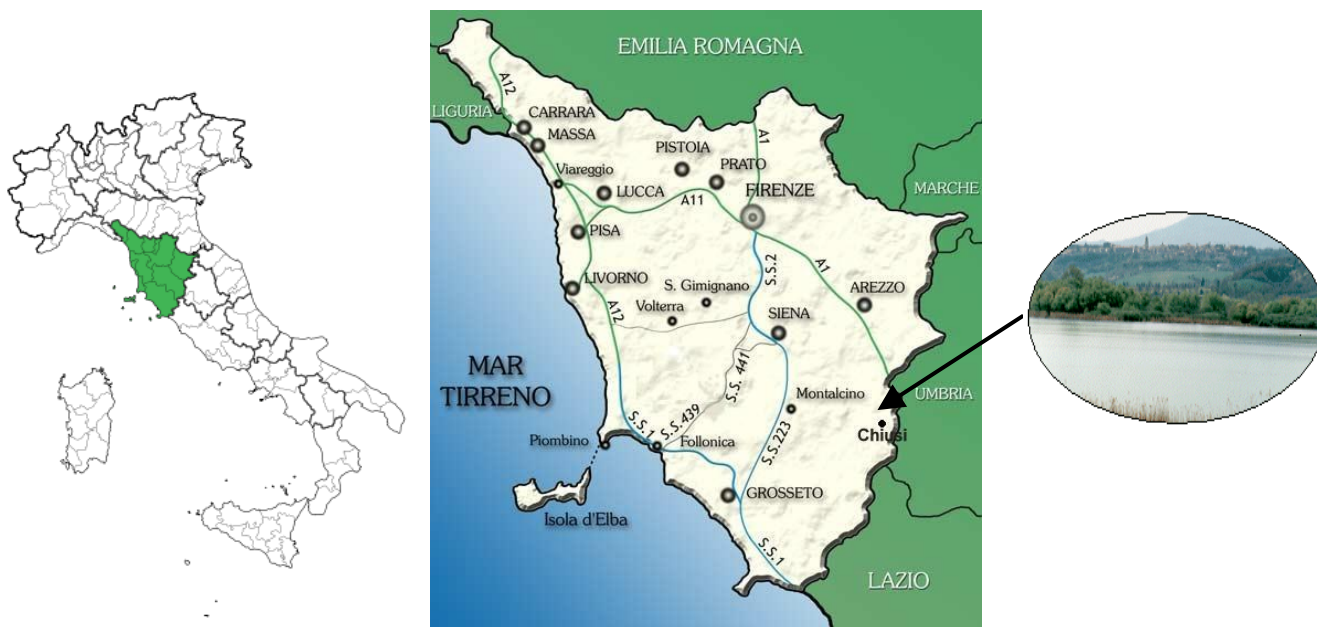 EMILIA ROMAGNA
A12
LIGURIA
CARRARA
MASSA
PISTOIA
A1
PRATO
Viareggio
LUCCA
A11
FIRENZE
MARCHE
PISA
S.S.2
A1
LIVORNO
S. Gimignano
AREZZO
A12
Volterra
SIENA
MAR
TIRRENO
S.S. 441
Montalcino
UMBRIA
S.S.1
S.S.439
S.S.223
Chiusi
Piombino
Follonica
GROSSETO
Isola d'Elba
S.S.1
LAZIO